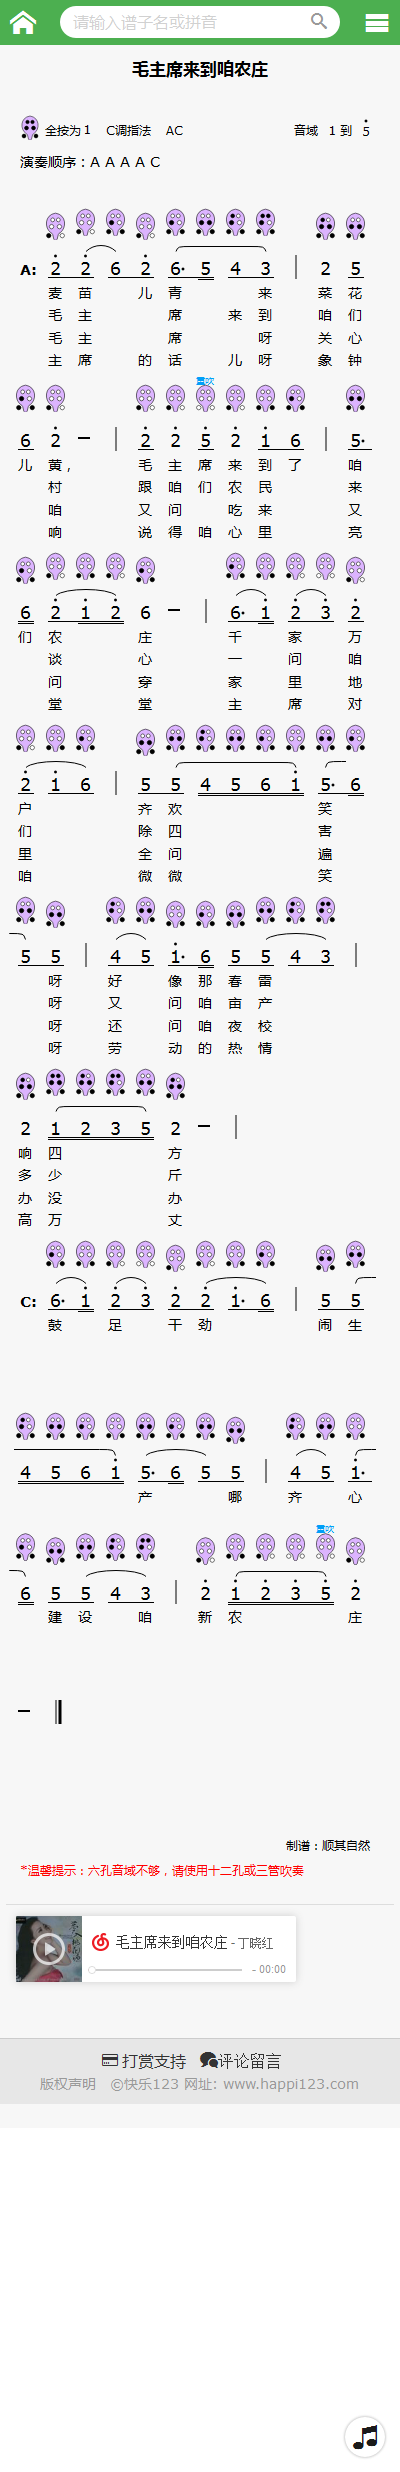 请输入谱子名或拼音
毛主席来到咱农庄
全按为 1 C调指法 AC 音域 1 到 5
演奏顺序：A A A A C
A: 2 2 6 2 6· 5 4 3 | 2 5
麦 苗 儿 青 来 菜 花
毛 主 席 来 到 咱 们
毛 主 席 呀 关 心
主 席 的 话 儿 呀 象 钟
重吹
6 2 – | 2 2 5 2 1 6 | 5·
儿 黄， 毛 主 席 来 到 了 咱
村 跟 咱 们 农 民 来
咱 又 问 吃 来 又
响 说 得 咱 心 里 亮
6 2 1 2 6 – | 6· 1 2 3 2
们 农 庄 千 家 万
谈 心 一 问 咱
问 穿 家 里 地
堂 堂 主 席 对
2 1 6 | 5 5 4 5 6 1 5· 6
户 齐 欢 笑
们 除 四 害
里 全 问 遍
咱 微 微 笑
5 5 | 4 5 1· 6 5 5 4 3 |
呀 好 像 那 春 雷
呀 又 问 咱 亩 产
呀 还 问 咱 夜 校
呀 劳 动 的 热 情
2 1 2 3 5 2 – |
响 四 方
多 少 斤
办 没 办
高 万 丈
C: 6· 1 2 3 2 2 1· 6 | 5 5
鼓 足 干 劲 闹 生
4 5 6 1 5· 6 5 5 | 4 5 1·
产 哪 齐 心
重吹
6 5 5 4 3 | 2 1 2 3 5 2
建 设 咱 新 农 庄
– ‖
制谱：顺其自然
*温馨提示：六孔音域不够，请使用十二孔或三管吹奏
毛主席来到咱农庄 - 丁晓红
- 00:00
打赏支持 评论留言
版权声明 ©快乐123 网址: www.happi123.com